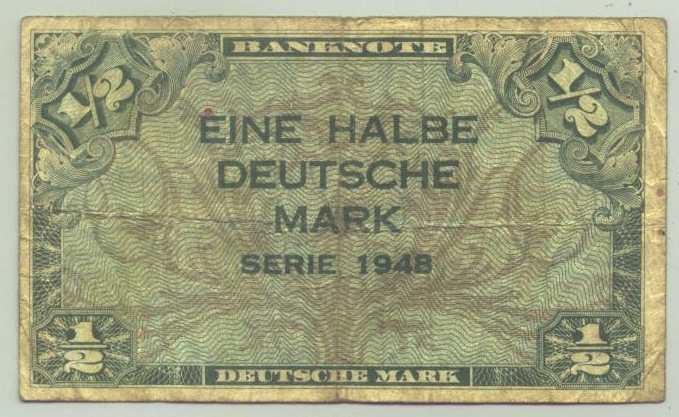 BANKNOTE
1/2 1/2
EINE HALBE
DEUTSCHE
MARK
SERIE 1948
1/2 1/2
DEUTSCHE MARK